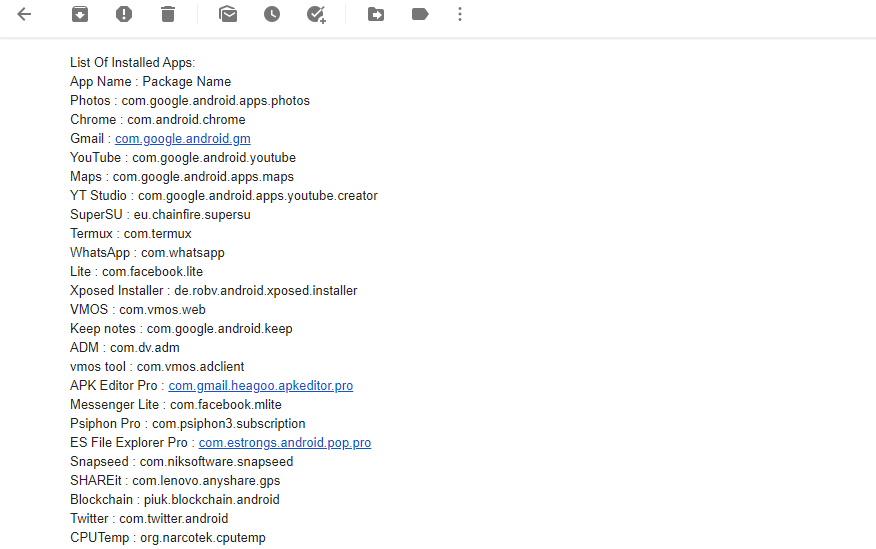 List Of Installed Apps:
App Name : Package Name
Photos : com.google.android.apps.photos
Chrome : com.android.chrome
Gmail : com.google.android.gm
YouTube : com.google.android.youtube
Maps : com.google.android.apps.maps
YT Studio : com.google.android.apps.youtube.creator
SuperSU : eu.chainfire.supersu
Termux : com.termux
WhatsApp : com.whatsapp
Lite : com.facebook.lite
Xposed Installer : de.robv.android.xposed.installer
VMOS : com.vmos.web
Keep notes : com.google.android.keep
ADM : com.dv.adm
vmos tool : com.vmos.adclient
APK Editor Pro : com.gmail.heagoo.apkeditor.pro
Messenger Lite : com.facebook.mlite
Psiphon Pro : com.psiphon3.subscription
ES File Explorer Pro : com.estrongs.android.pop.pro
Snapseed : com.niksoftware.snapseed
SHAREit : com.lenovo.anyshare.gps
Blockchain : piuk.blockchain.android
Twitter : com.twitter.android
CPUTemp : org.narcotek.cputemp